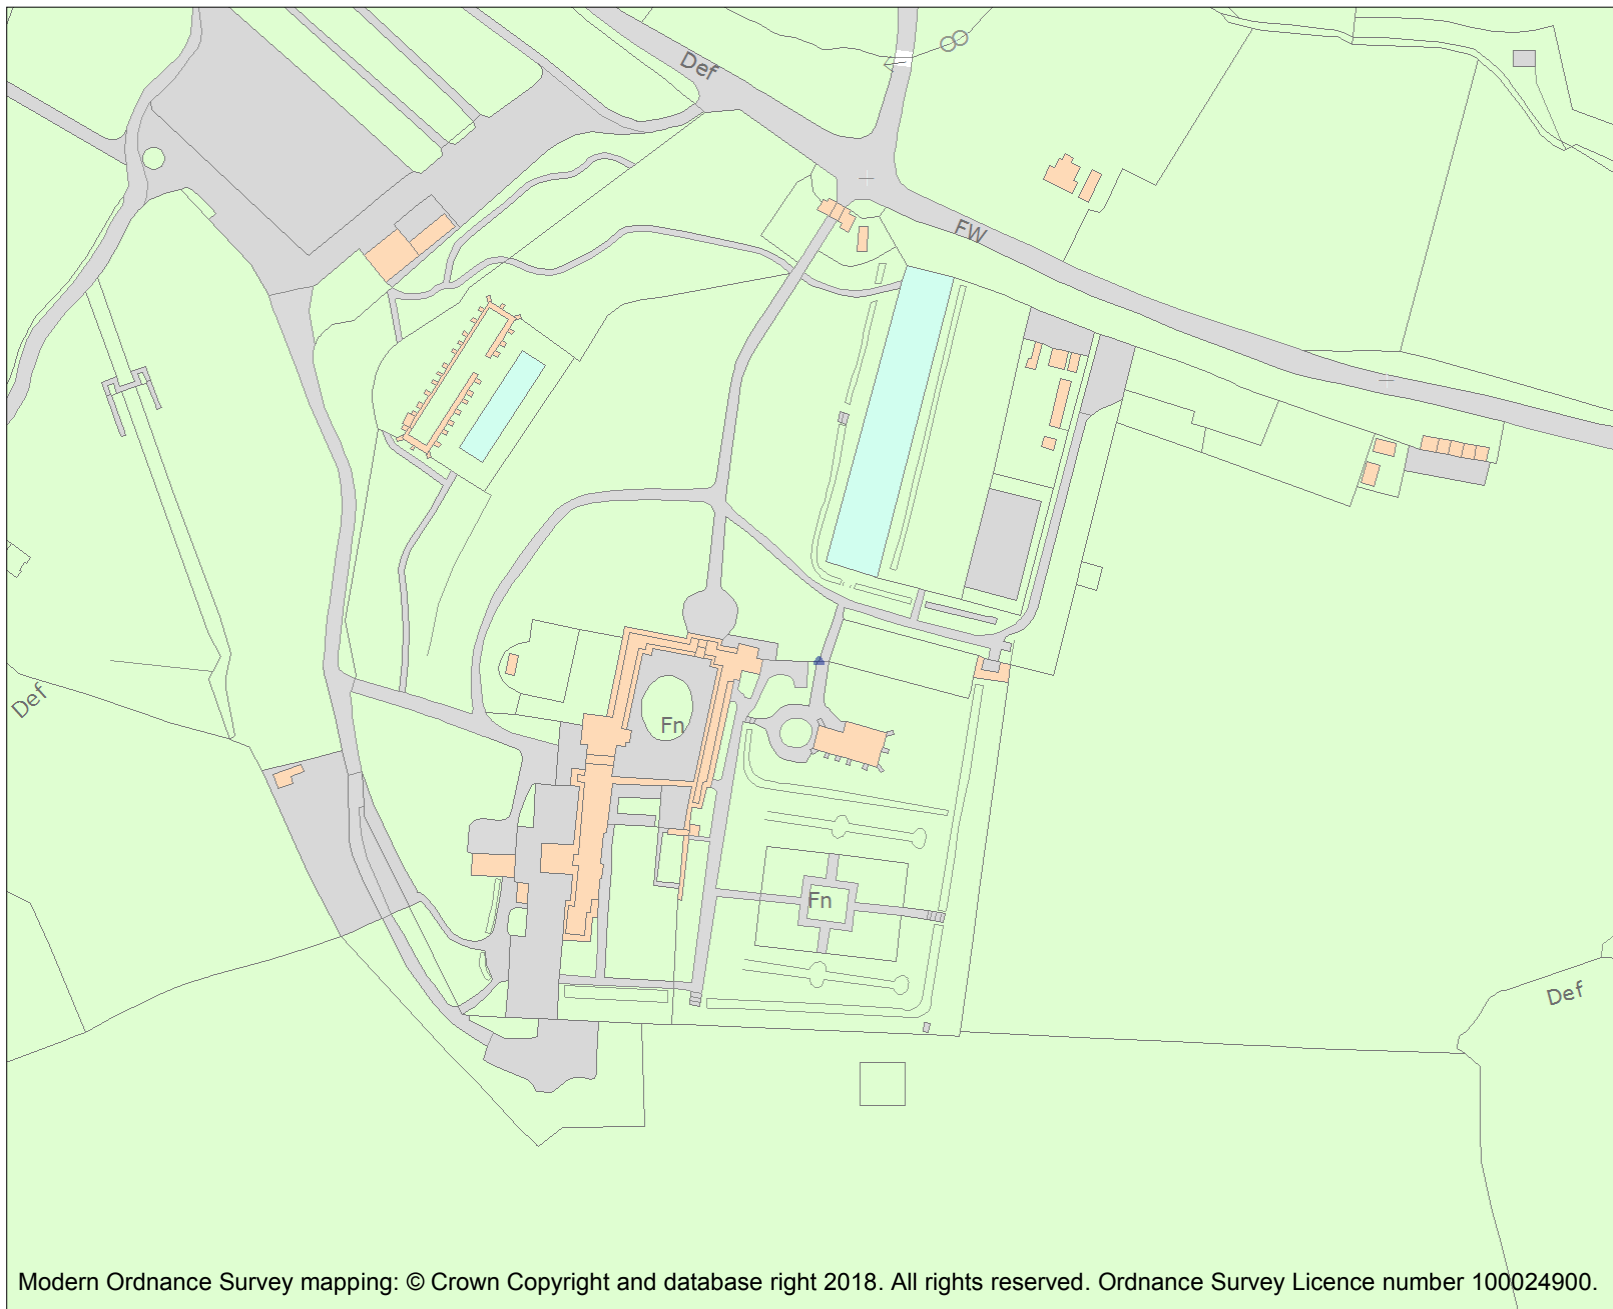 Def
FW
Def
Fn
Fn
Def
Modern Ordnance Survey mapping: © Crown Copyright and database right 2018. All rights reserved. Ordnance Survey Licence number 100024900.